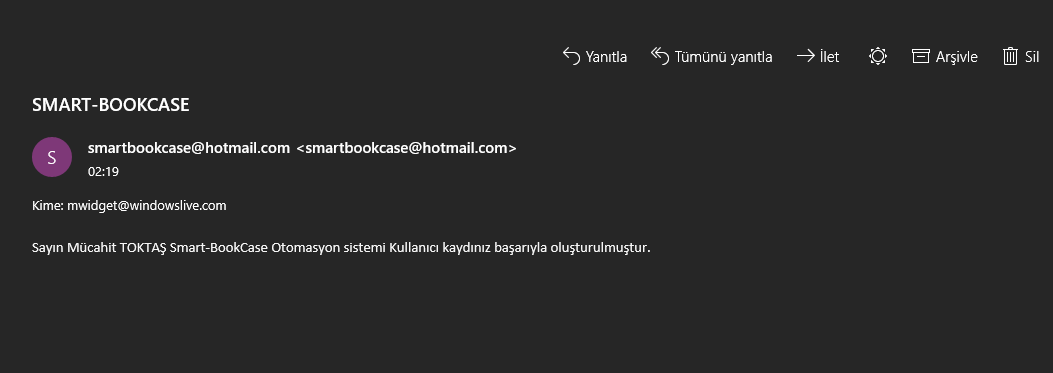 Yanıtla Tümünü yanıtla İlet Arşivle Sil
SMART-BOOKCASE
S
smartbookcase@hotmail.com <smartbookcase@hotmail.com>
02:19
Kime: mwidget@windowslive.com
Sayın Mücahit TOKTAŞ Smart-BookCase Otomasyon sistemi Kullanıcı kaydınız başarıyla oluşturulmuştur.